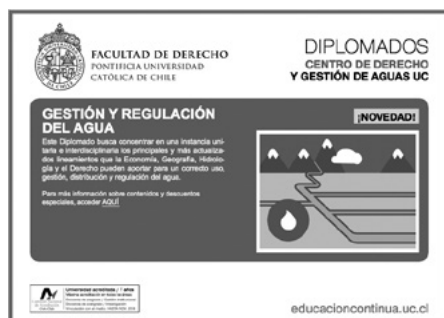 FACULTAD DE DERECHO
PONTIFICIA UNIVERSIDAD
CATÓLICA DE CHILE
DIPLOMADOS
CENTRO DE DERECHO
Y GESTIÓN DE AGUAS UC
GESTIÓN Y REGULACIÓN
DEL AGUA
¡NOVEDAD!
Este Diplomado busca concentrar en una instancia uni-
taria e interdisciplinaria los principales y más actualiza-
dos lineamientos que la Economía, Geografía, Hidrolo-
gía y el Derecho pueden aportar para un correcto uso,
gestión, distribución y regulación del agua.
Para más información sobre contenidos y descuentos
especiales, acceder AQUÍ
Universidad acreditada 7 años
educacioncontinua.uc.cl